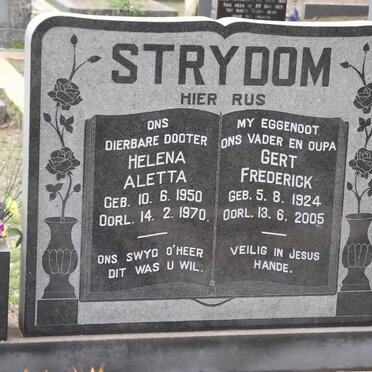 STRYDOM
HIER RUS
ONS
DIERBARE DOGTER
HELENA
ALETTA
GEB. 10. 6. 1950
OORL. 14. 2. 1970.
ONS SWYG O'HEER
DIT WAS U WIL.
MY EGGENOOT
ONS VADER EN OUPA
GERT
FREDERICK
GEB. 5. 8. 1924
OORL. 13. 6. 2005
VEILIG IN JESUS
HANDE.